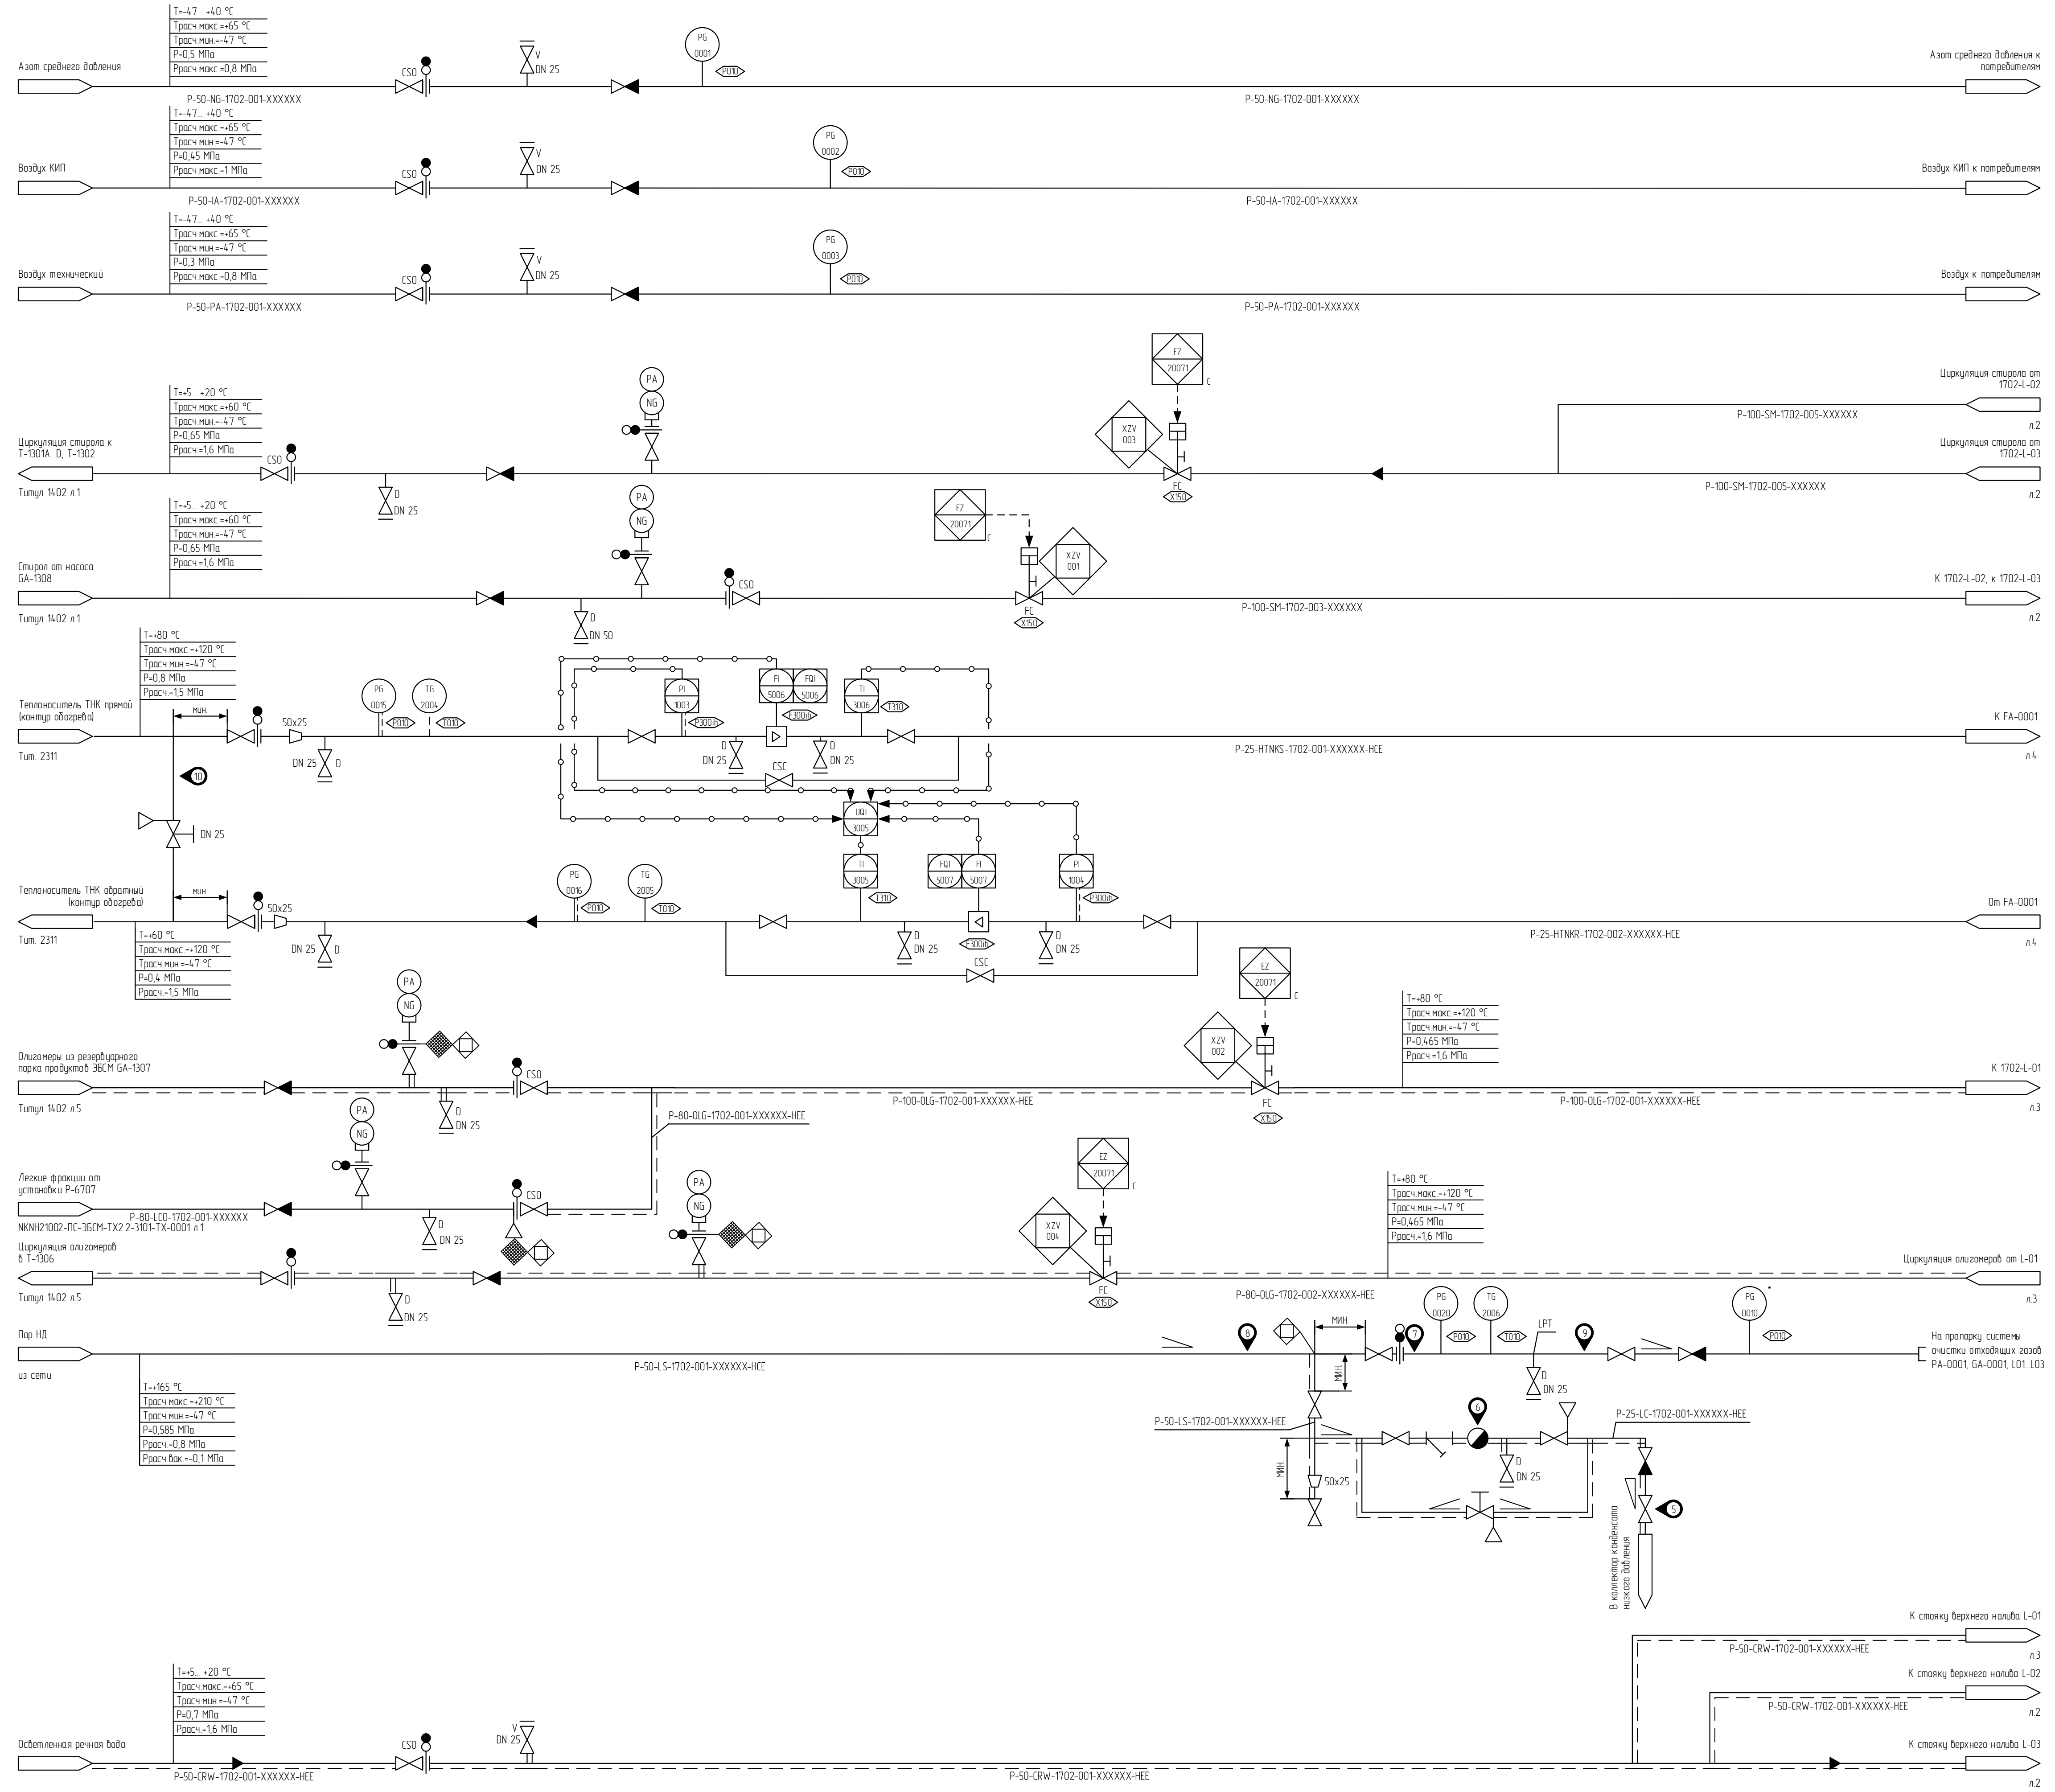 T=-47... +40 °C
Трасч.макс.=+65 °C
Трасч.мин.=-47 °C
P=0,5 МПа
Ррасч.макс.=0,8 МПа
Азот среднего давления
P-50-NG-1702-001-XXXXXX
CSO
V
DN 25
PG
0001
P010
P-50-NG-1702-001-XXXXXX
Азот среднего давления к
потребителям
T=-47... +40 °C
Трасч.макс.=+65 °C
Трасч.мин.=-47 °C
P=0,45 МПа
Ррасч.макс.=1 МПа
Воздух КИП
P-50-IA-1702-001-XXXXXX
CSO
V
DN 25
PG
0002
P010
P-50-IA-1702-001-XXXXXX
Воздух КИП к потребителям
T=-47... +40 °C
Трасч.макс.=+65 °C
Трасч.мин.=-47 °C
P=0,3 МПа
Ррасч.макс.=0,8 МПа
Воздух технический
P-50-PA-1702-001-XXXXXX
CSO
V
DN 25
PG
0003
P010
P-50-PA-1702-001-XXXXXX
Воздух к потребителям
T=+5... +20 °C
Трасч.макс.=+60 °C
Трасч.мин.=-47 °C
P=0,65 МПа
Ррасч.=1,6 МПа
Циркуляция стирола к
Т-1301А...D, Т-1302
Титул 1402 л.1
CSO
D
DN 25
PA
NG
EZ
20071
C
XZV
003
FC
X150
Циркуляция стирола от
1702-L-02
P-100-SM-1702-005-XXXXXX
л.2
Циркуляция стирола от
1702-L-03
P-100-SM-1702-005-XXXXXX
л.2
T=+5... +20 °C
Трасч.макс.=+60 °C
Трасч.мин.=-47 °C
P=0,65 МПа
Ррасч.=1,6 МПа
Стирол от насоса
GA-1308
Титул 1402 л.1
D
DN 50
PA
NG
CSO
EZ
20071
C
XZV
001
FC
X150
P-100-SM-1702-003-XXXXXX
К 1702-L-02, к 1702-L-03
л.2
T=+80 °C
Трасч.макс.=+120 °C
Трасч.мин.=-47 °C
P=0,8 МПа
Ррасч.=1,5 МПа
Теплоноситель ТНК прямой
(контур обогрева)
Тит. 2311
мин.
50x25
DN 25
D
PG
0015
P010
TG
2004
T010
PI
1003
P300ih
FI
5006
FQI
5006
F300ih
TI
3006
T310
D
DN 25
D
DN 25
CSC
P-25-HTNKS-1702-001-XXXXXX-HCE
К FA-0001
л.4
10
DN 25
UQI
3005
TI
3005
T310
FQI
5007
FI
5007
F300ih
PI
1004
P300ih
Теплоноситель ТНК обратный
(контур обогрева)
Тит. 2311
мин.
50x25
DN 25
D
PG
0016
P010
TG
2005
T010
D
DN 25
D
DN 25
CSC
P-25-HTNKR-1702-002-XXXXXX-HCE
От FA-0001
л.4
T=+60 °C
Трасч.макс.=+120 °C
Трасч.мин.=-47 °C
P=0,4 МПа
Ррасч.=1,5 МПа
Олигомеры из резервуарного
парка продуктов ЭБСМ GA-1307
Титул 1402 л.5
PA
NG
D
DN 25
CSO
P-100-OLG-1702-001-XXXXXX-HEE
EZ
20071
C
XZV
002
FC
X150
T=+80 °C
Трасч.макс.=+120 °C
Трасч.мин.=-47 °C
P=0,465 МПа
Ррасч.=1,6 МПа
P-100-OLG-1702-001-XXXXXX-HEE
К 1702-L-01
л.3
P-80-OLG-1702-001-XXXXXX-HEE
Легкие фракции от
установки Р-6707
P-80-LCO-1702-001-XXXXXX
NKNH21002-ПС-ЭБСМ-ТХ2.2-3101-ТХ-0001 л.1
PA
NG
D
DN 25
CSO
Циркуляция олигомеров
в Т-1306
Титул 1402 л.5
D
DN 25
PA
NG
EZ
20071
C
XZV
004
FC
X150
T=+80 °C
Трасч.макс.=+120 °C
Трасч.мин.=-47 °C
P=0,465 МПа
Ррасч.=1,6 МПа
P-80-OLG-1702-002-XXXXXX-HEE
Циркуляция олигомеров от L-01
л.3
Пар НД
из сети
T=+165 °C
Трасч.макс.=+210 °C
Трасч.мин.=-47 °C
P=0,585 МПа
Ррасч.=0,8 МПа
Ррасч.вак.=-0,1 МПа
P-50-LS-1702-001-XXXXXX-HCE
8
МИН.
МИН.
7
PG
0020
P010
TG
2006
T010
LPT
D
DN 25
9
PG
0010
*
P010
На пропарку системы
очистки отходящих газов
PA-0001, GA-0001, L01...L03
P-50-LS-1702-001-XXXXXX-HEE
МИН.
50x25
6
D
DN 25
P-25-LC-1702-001-XXXXXX-HEE
5
В коллектор конденсата
низкого давления
К стояку верхнего налива L-01
P-50-CRW-1702-001-XXXXXX-HEE
л.3
К стояку верхнего налива L-02
P-50-CRW-1702-001-XXXXXX-HEE
л.2
T=+5... +20 °C
Трасч.макс.=+65 °C
Трасч.мин.=-47 °C
P=0,7 МПа
Ррасч.=1,6 МПа
Осветленная речная вода
P-50-CRW-1702-001-XXXXXX-HEE
CSO
V
DN 25
P-50-CRW-1702-001-XXXXXX-HEE
К стояку верхнего налива L-03
л.2